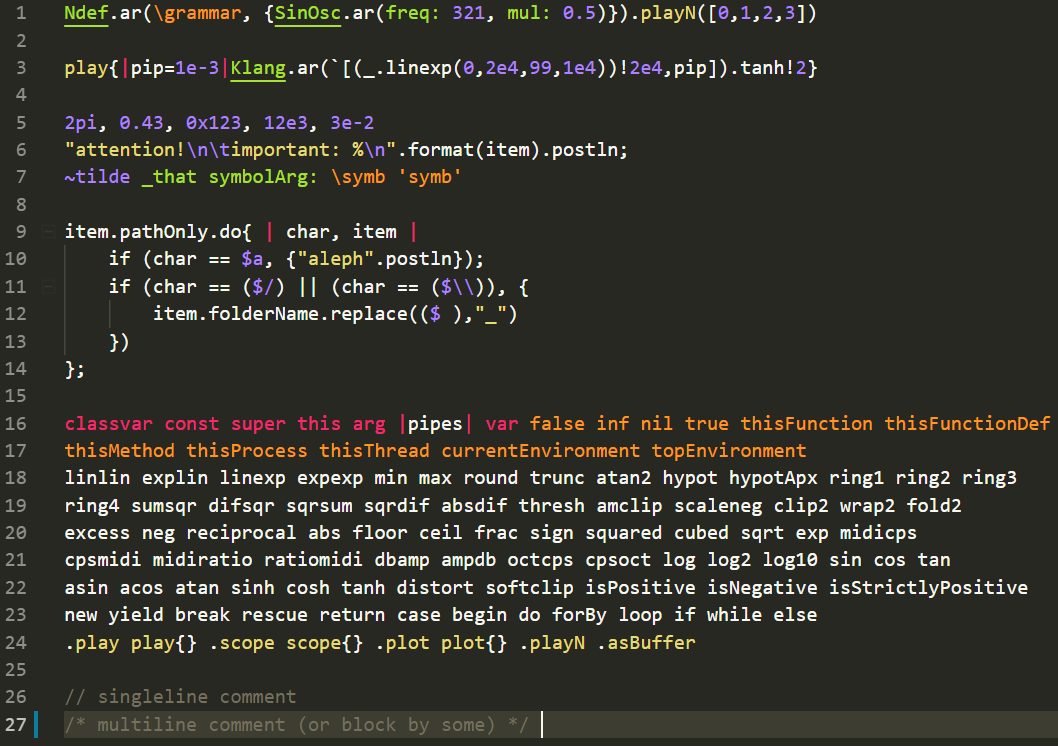 1 Ndef.ar(\grammar, {SinOsc.ar(freq: 321, mul: 0.5)}).playN([0,1,2,3])
2
3 play{|pip=1e-3|Klang.ar(`[(_.linexp(0,2e4,99,1e4))!2e4,pip]).tanh!2}
4
5 2pi, 0.43, 0x123, 12e3, 3e-2
6 "attention!\n\timportant: %\n".format(item).postln;
7 ~tilde _that symbolArg: \symb 'symb'
8
9 item.pathOnly.do{ | char, item |
10 if (char == $a, {"aleph".postln});
11 if (char == ($/) || (char == ($\\)), {
12 item.folderName.replace(($ ),"_")
13 })
14 };
15
16 classvar const super this arg |pipes| var false inf nil true thisFunction thisFunctionDef
17 thisMethod thisProcess thisThread currentEnvironment topEnvironment
18 linlin explin linexp expexp min max round trunc atan2 hypot hypotApx ring1 ring2 ring3
19 ring4 sumsqr difsqr sqrsum sqrdif absdif thresh amclip scaleneg clip2 wrap2 fold2
20 excess neg reciprocal abs floor ceil frac sign squared cubed sqrt exp midicps
21 cpsmidi midiratio ratiomidi dbamp ampdb octcps cpsoct log log2 log10 sin cos tan
22 asin acos atan sinh cosh tanh distort softclip isPositive isNegative isStrictlyPositive
23 new yield break rescue return case begin do forBy loop if while else
24 .play play{} .scope scope{} .plot plot{} .playN .asBuffer
25
26 // singleline comment
27 /* multiline comment (or block by some) */